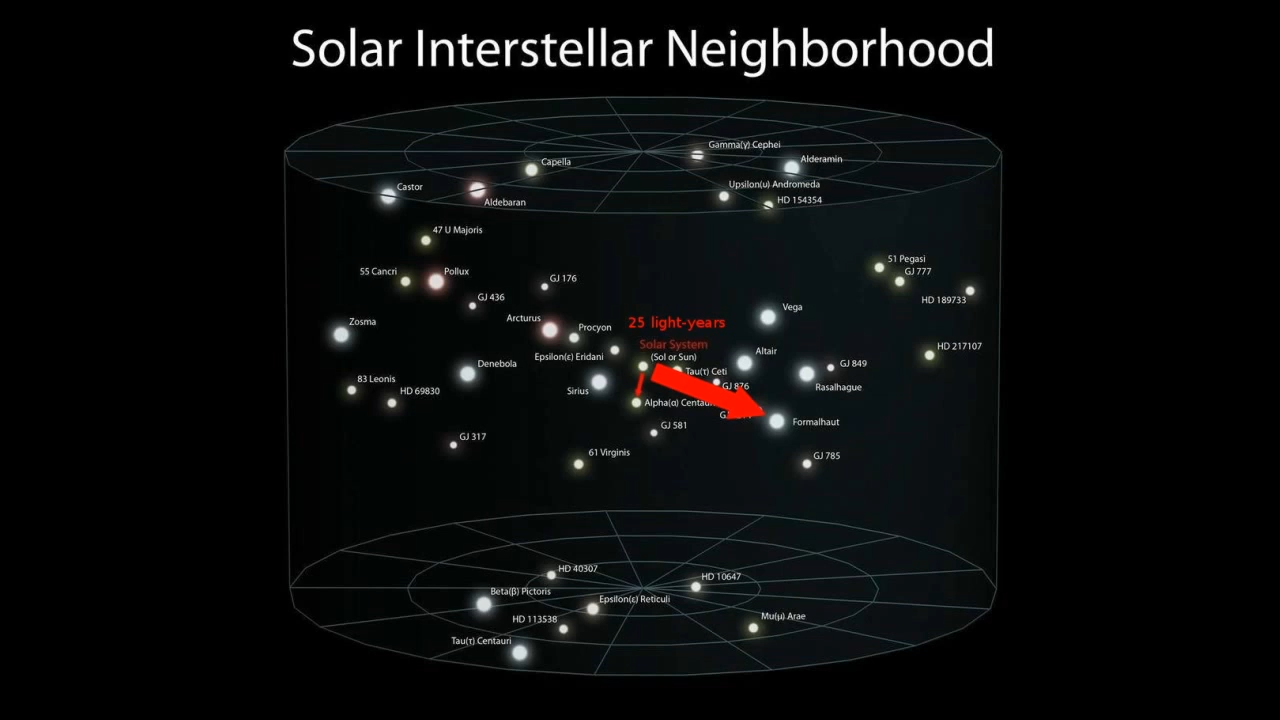 Solar Interstellar Neighborhood
Gamma(γ) Cephei
Capella
Alderamin
Castor
Upsilon(υ) Andromeda
Aldebaran
HD 154354
47 U Majoris
51 Pegasi
55 Cancri
Pollux
GJ 777
GJ 176
GJ 436
HD 189733
Vega
Arcturus
Zosma
25 light-years
Procyon
Solar System
HD 217107
Altair
Epsilon(ε) Eridani
(Sol or Sun)
Denebola
GJ 849
Tau(τ) Ceti
83 Leonis
GJ 876
Rasalhague
HD 69830
Sirius
Alpha(α)
Formalhaut
GJ 581
GJ 317
61 Virginis
GJ 785
HD 40307
HD 10647
Beta(β) Pictoris
Epsilon(ε) Reticuli
HD 113538
Mu(μ) Arae
Tau(τ) Centauri